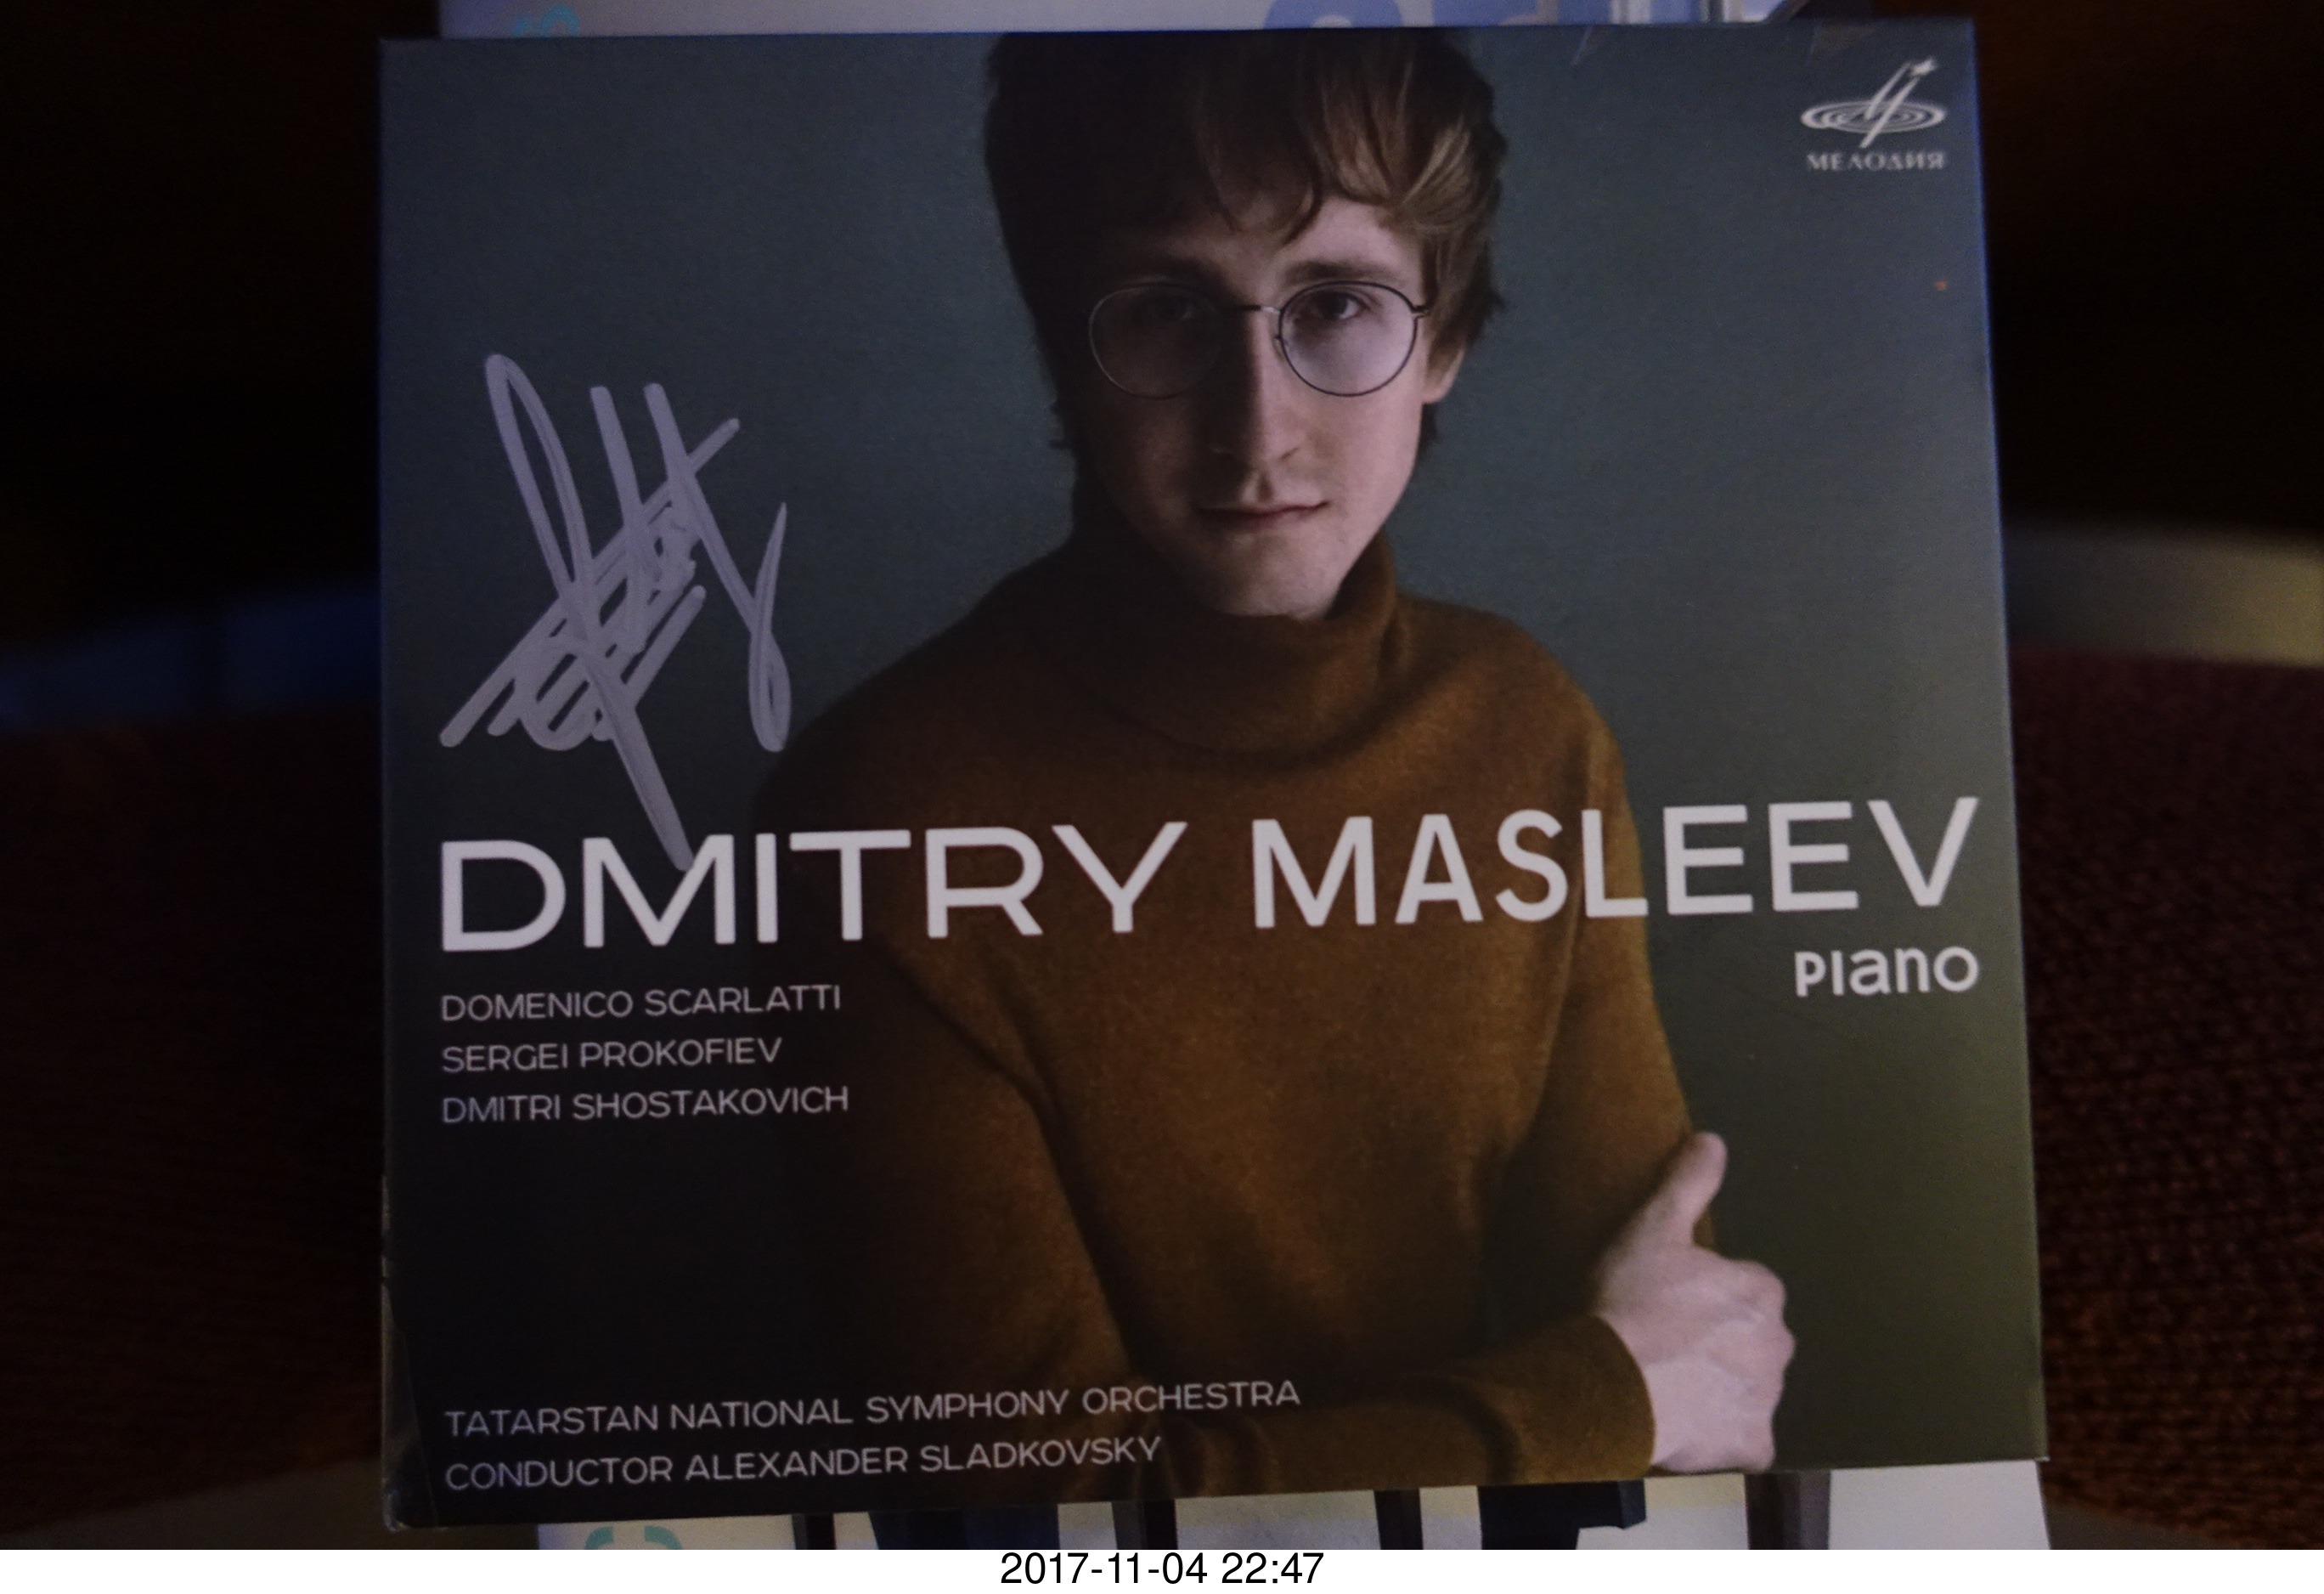 МЕЛОДИЯ
DMITRY MASLEEV
PIANO
DOMENICO SCARLATTI
SERGEI PROKOFIEV
DMITRI SHOSTAKOVICH
TATARSTAN NATIONAL SYMPHONY ORCHESTRA
CONDUCTOR ALEXANDER SLADKOVSKY
2017-11-04 22:47